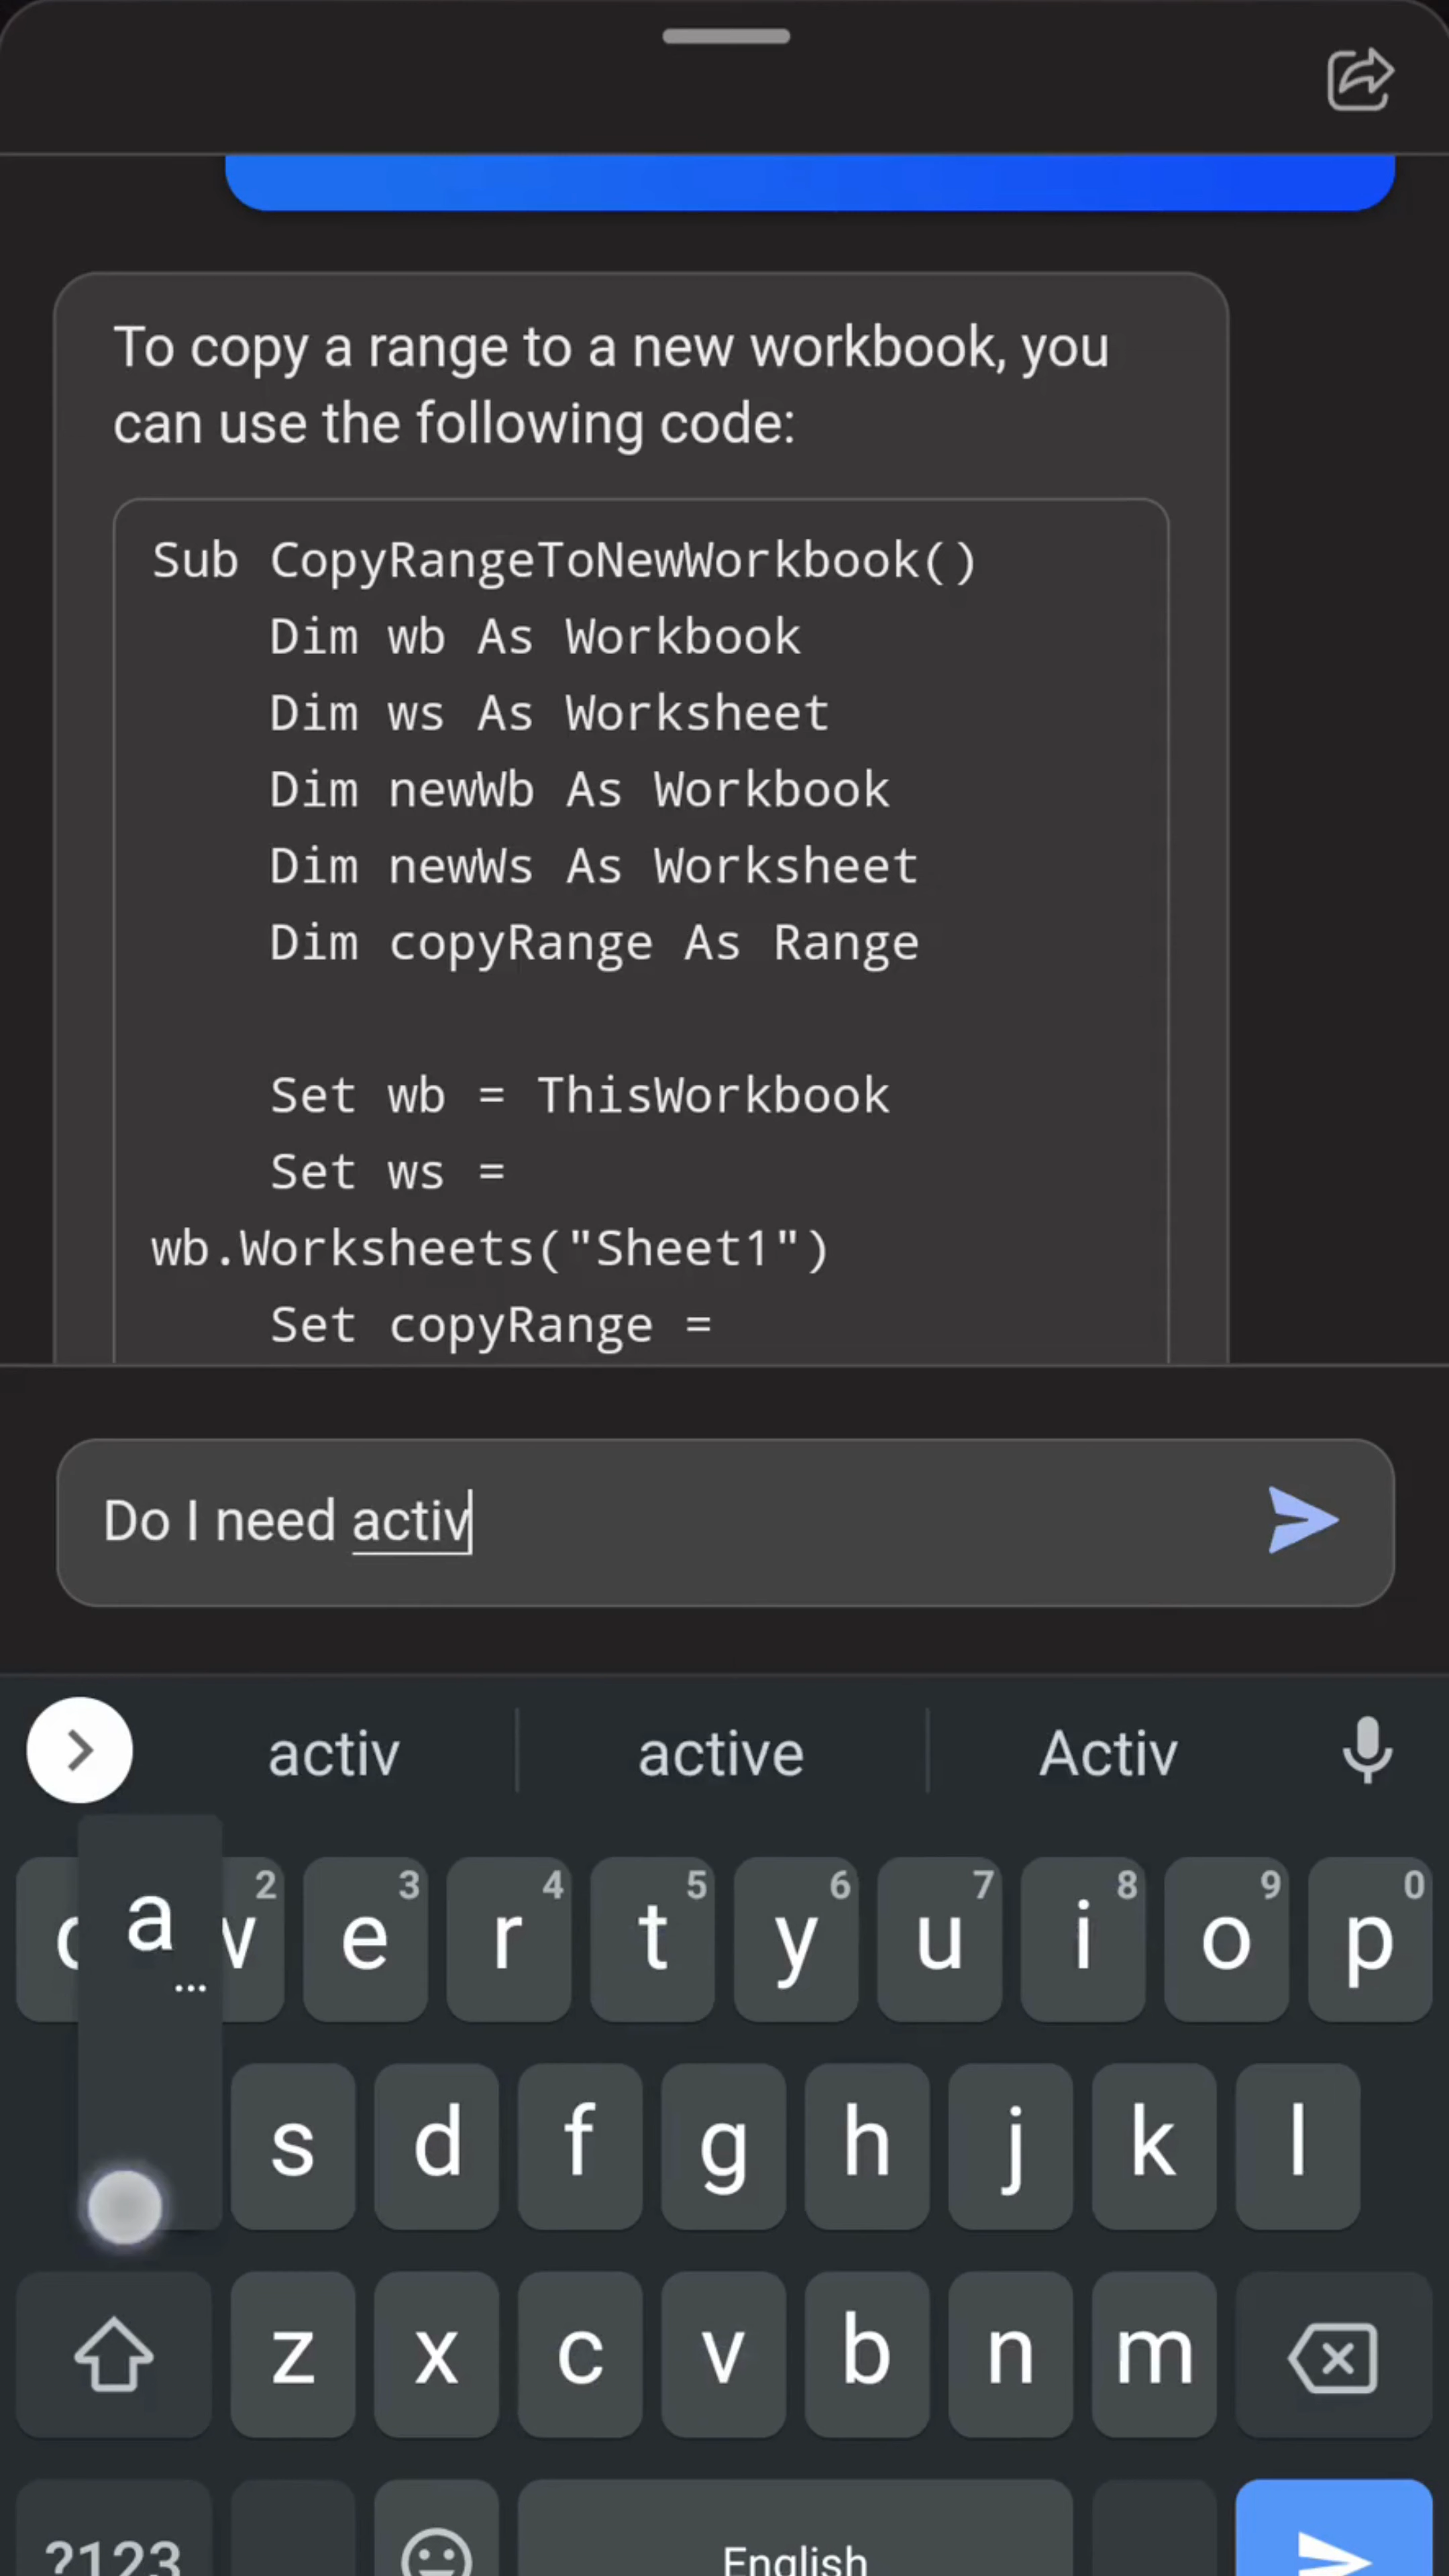 To copy a range to a new workbook, you
can use the following code:
Sub CopyRangeToNewWorkbook()
Dim wb As Workbook
Dim ws As Worksheet
Dim newWb As Workbook
Dim newWs As Worksheet
Dim copyRange As Range
Set wb = ThisWorkbook
Set ws =
wb.Worksheets("Sheet1")
Set copyRange =
Do I need activ
activ active Activ
a ...
2 3 4 5 6 7 8 9 0
w e r t y u i o p
s d f g h j k l
z x c v b n m
?123 English